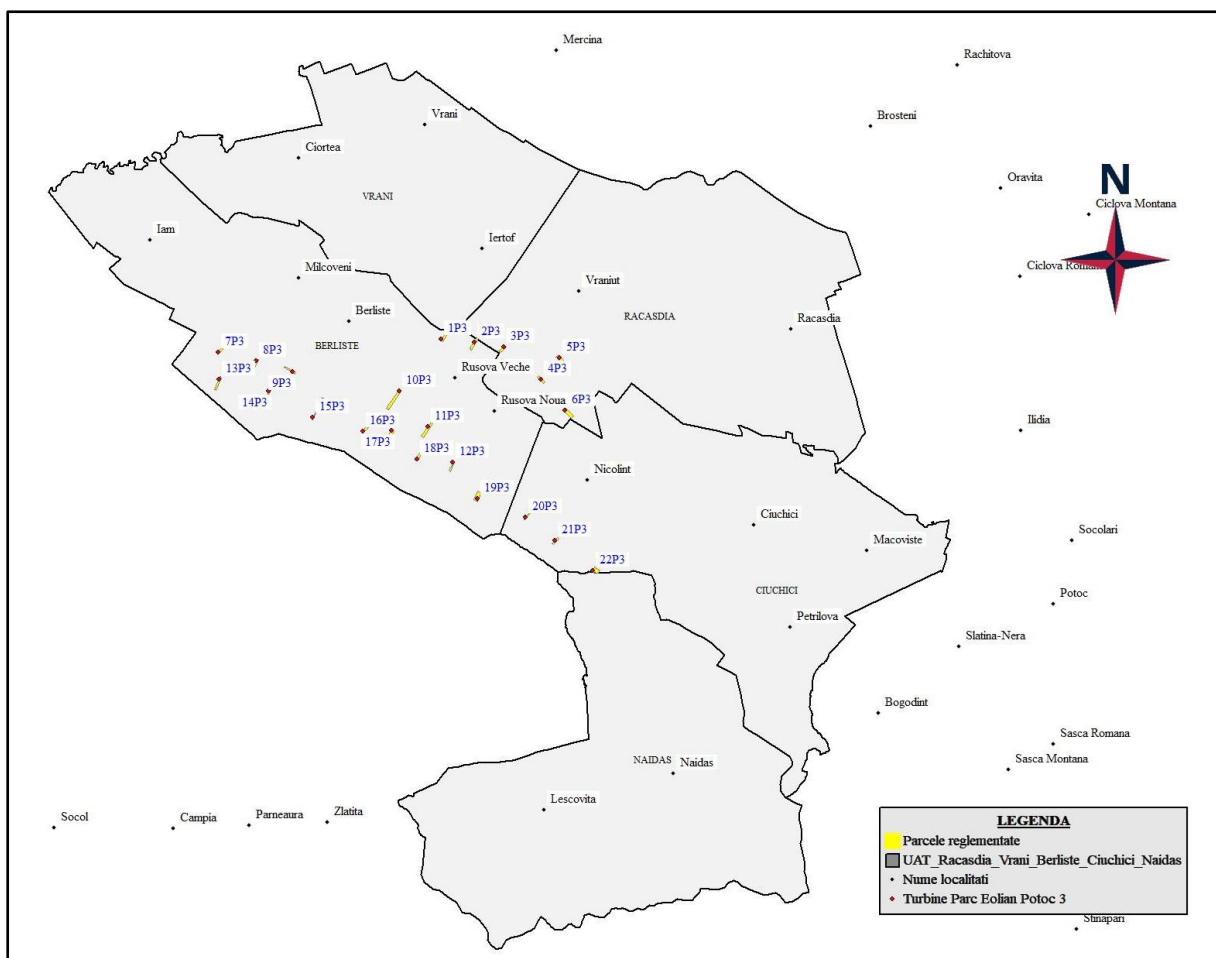 Mercina
Rachitova
Vrani
Brosteni
Ciortea
N
Oravita
VRANI
Ciclova Montana
Iam
Iertof
Milcoveni
Ciclova Roman
Vraniut
Berliste
RACASDIA
Racasdia
1P3
2P3
3P3
7P3
8P3
BERLISTE
5P3
13P3
Rusova Veche
4P3
9P3
10P3
14P3
15P3
Rusova Noua
6P3
16P3
11P3
Ilidia
17P3
18P3
12P3
Nicolint
19P3
20P3
Ciuchici
21P3
Macoviste
Socolari
22P3
CIUCHICI
Potoc
Petrilova
Slatina-Nera
Bogodint
Sasca Romana
NAIDAS
Naidas
Sasca Montana
Socol
Campia
Parneaura
Zlatita
Lescovita
LEGENDA
Parcele reglementate
UAT_Racasdia_Vrani_Berliste_Ciuchici_Naidas
Nume localitati
Turbine Parc Eolian Potoc 3
Stinapari